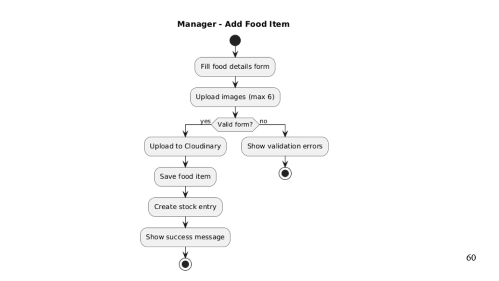 Manager - Add Food Item
Fill food details form
Upload images (max 6)
yes
Valid form?
no
Upload to Cloudinary
Show validation errors
Save food item
Create stock entry
Show success message
60